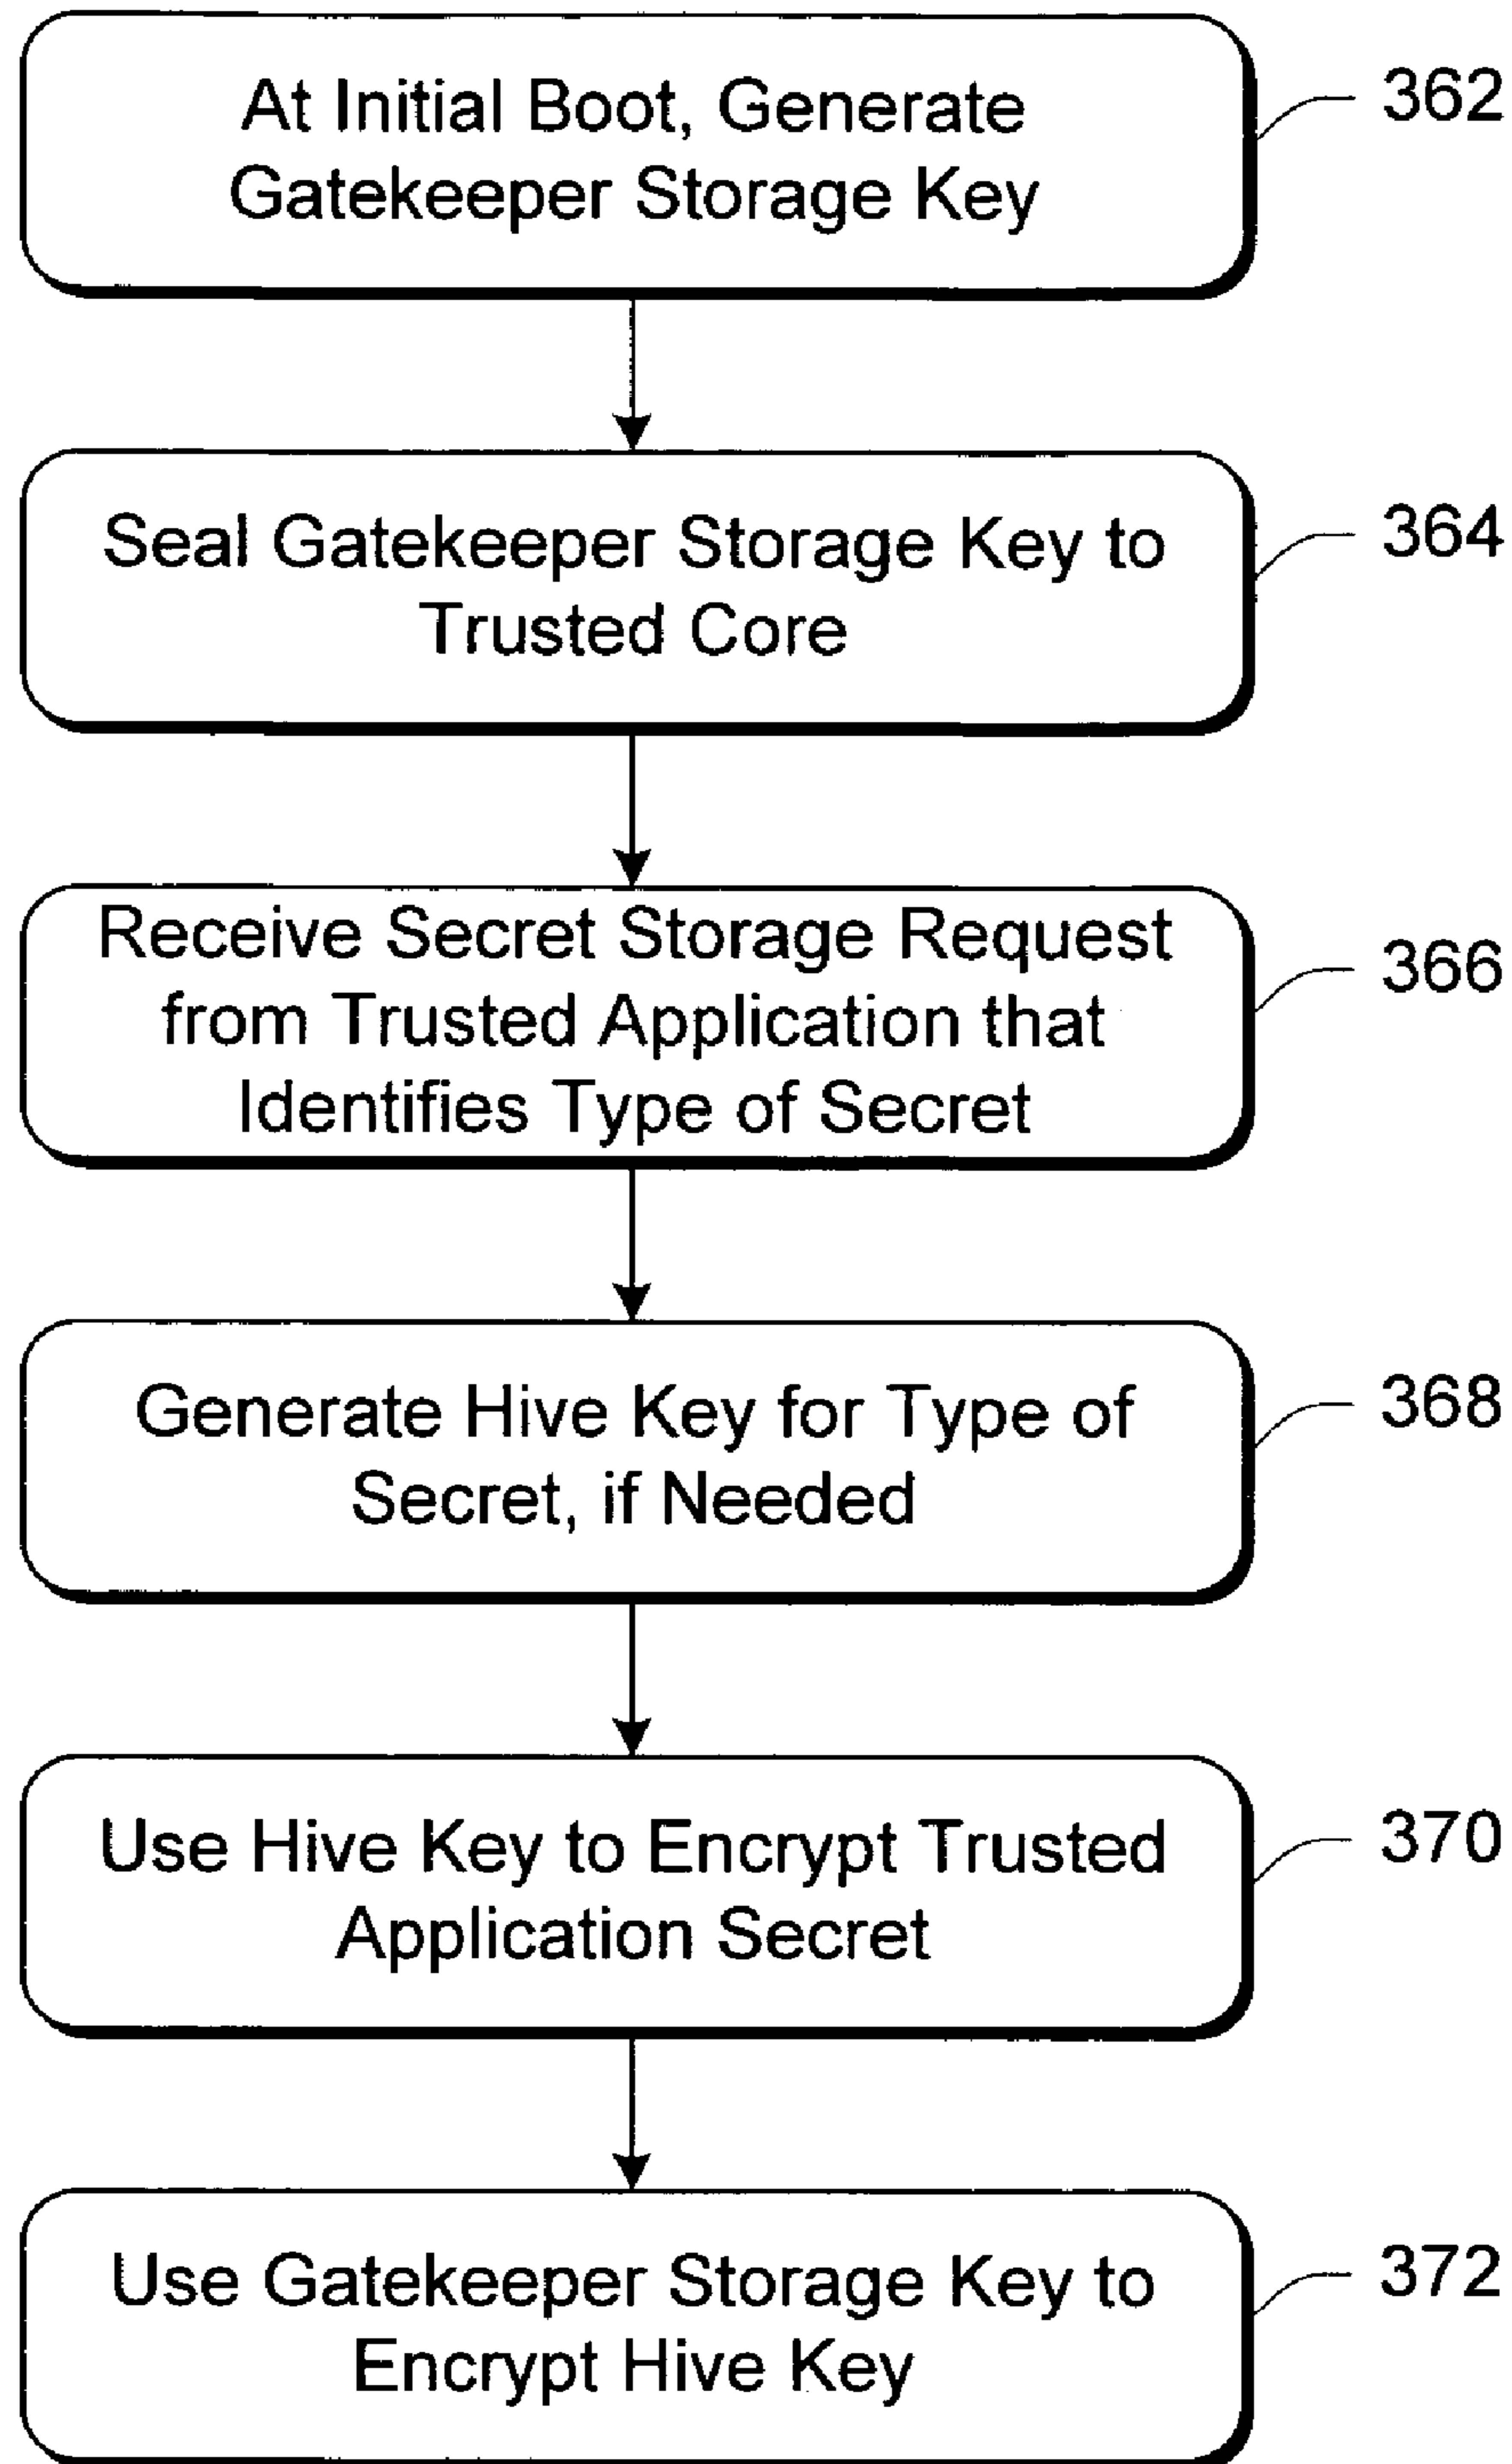 At Initial Boot, Generate
Gatekeeper Storage Key
362
Seal Gatekeeper Storage Key to
Trusted Core
364
Receive Secret Storage Request
from Trusted Application that
Identifies Type of Secret
366
Generate Hive Key for Type of
Secret, if Needed
368
Use Hive Key to Encrypt Trusted
Application Secret
370
Use Gatekeeper Storage Key to
Encrypt Hive Key
372